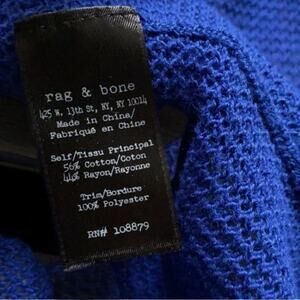 rag & bone
425 W. 13th St, NY, NY 10014
Made in China/
Fabriqué en Chine
Self/Tissu Principal
56% Cotton/Coton
44% Rayon/Rayonne
Trim/Bordure
100% Polyester
RN# 108879